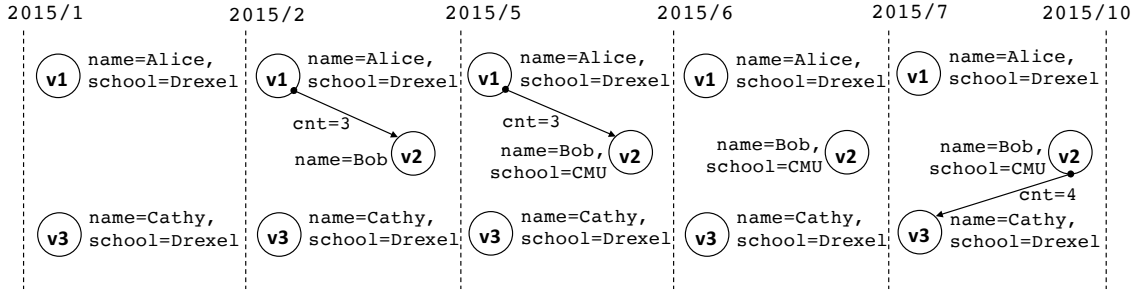 2015/1 2015/2 2015/5 2015/6 2015/7 2015/10
v1 name=Alice,
school=Drexel
v3 name=Cathy,
school=Drexel
v1 name=Alice,
school=Drexel
cnt=3
name=Bob v2
v3 name=Cathy,
school=Drexel
v1 name=Alice,
school=Drexel
cnt=3
name=Bob,
school=CMU v2
v3 name=Cathy,
school=Drexel
v1 name=Alice,
school=Drexel
name=Bob,
school=CMU v2
v3 name=Cathy,
school=Drexel
v1 name=Alice,
school=Drexel
name=Bob,
school=CMU v2
cnt=4
v3 name=Cathy,
school=Drexel